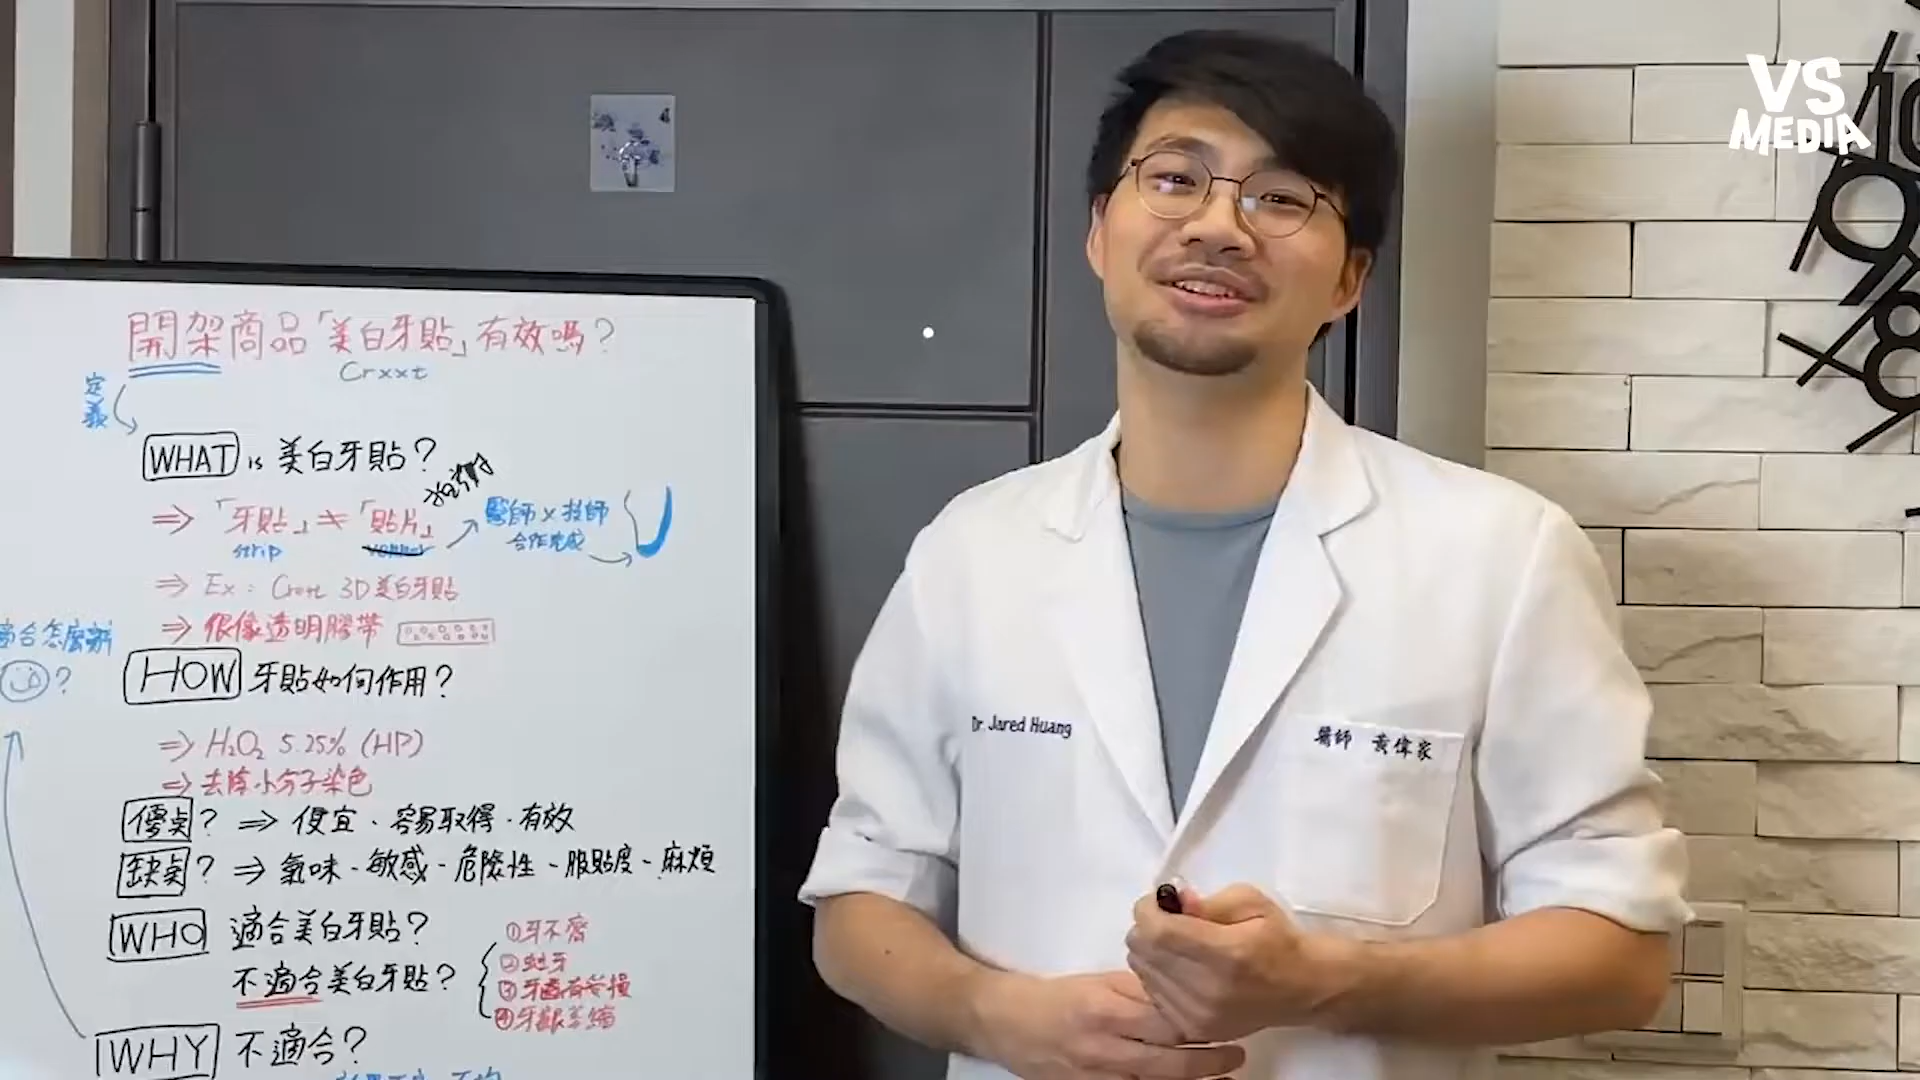 開架商品「美白牙貼」有效嗎？
Crxxt
定義
WHAT is 美白牙貼？
⇒「牙貼」≠「貼片」
strip
醫師 x 技師
合作完成
⇒ Ex：Crest 3D美白牙貼
⇒ 很像透明膠帶
適合怎麼辦
?
HOW 牙貼如何作用？
⇒ H₂O₂ 5.25% (HP)
⇒ 去除小分子染色
優點？⇒ 便宜、容易取得、有效
缺點？⇒ 氣味、敏感、危險性、服貼度、麻煩
WHO 適合美白牙貼？
不適合美白牙貼？
①牙不齊
②蛀牙
③牙齒有缺損
④牙齦萎縮
WHY 不適合？
Dr. Jared Huang
醫師 黃偉家
VS
MEDIA